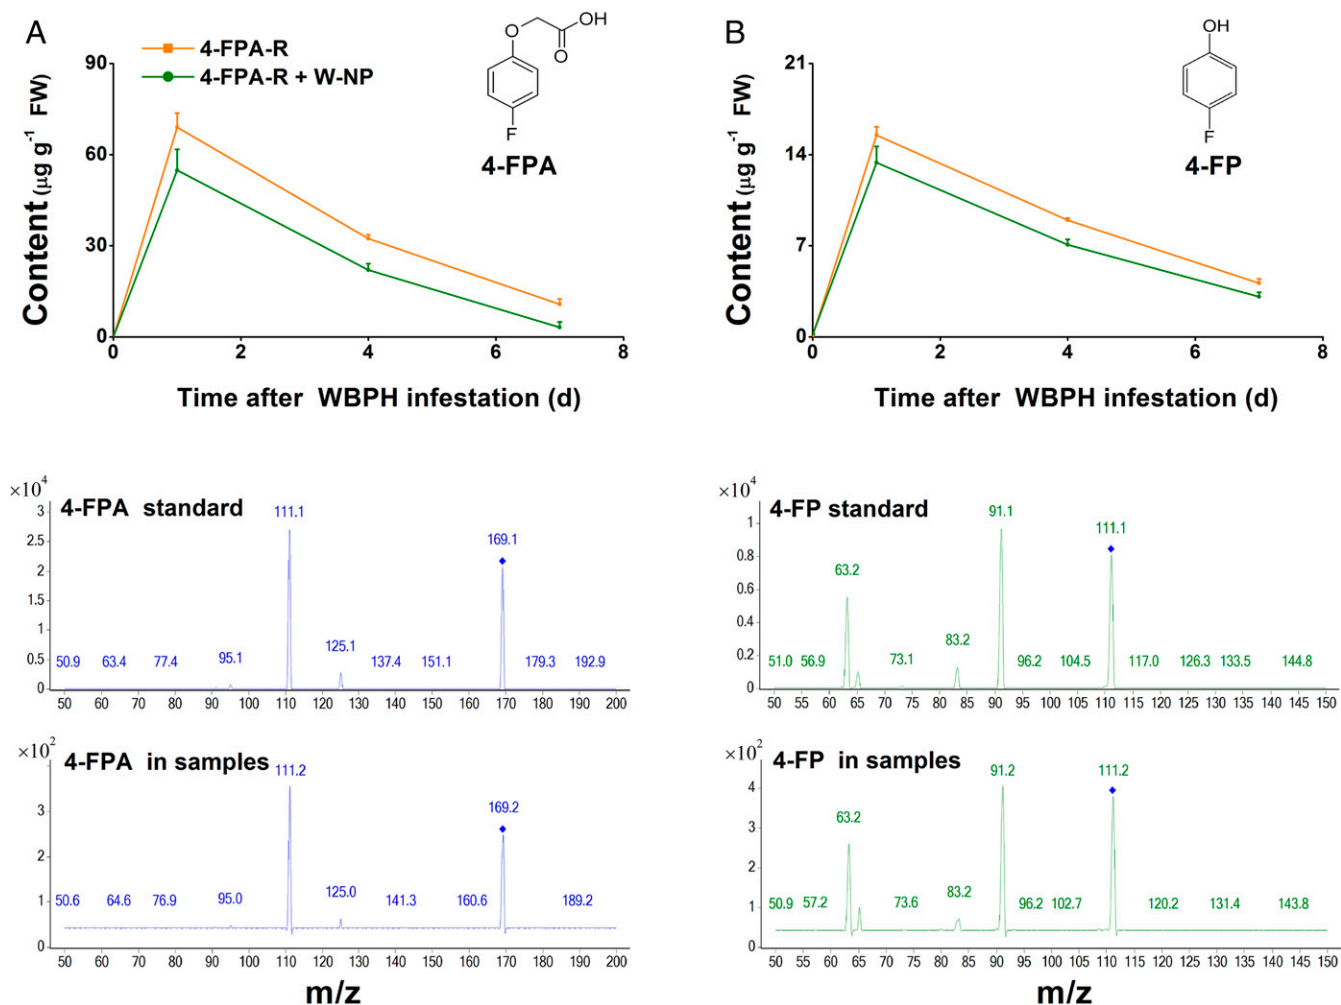 A
4-FPA-R
4-FPA-R + W-NP
O
OH
O
F
4-FPA
Content (μg g⁻¹ FW)
90
60
30
0
0 2 4 6 8
Time after WBPH infestation (d)
B
OH
F
4-FP
Content (μg g⁻¹ FW)
21
14
7
0
0 2 4 6 8
Time after WBPH infestation (d)
×10⁴
4-FPA standard
3
2.5
2
1.5
1
0.5
0
111.1
169.1
125.1
50.9 63.4 77.4 95.1 137.4 151.1 179.3 192.9
50 60 70 80 90 100 110 120 130 140 150 160 170 180 190 200
×10⁴
4-FP standard
1
0.8
0.6
0.4
0.2
0
91.1
111.1
63.2
83.2
51.0 56.9 73.1 96.2 104.5 117.0 126.3 133.5 144.8
50 55 60 65 70 75 80 85 90 95 100 105 110 115 120 125 130 135 140 145 150
×10²
4-FPA in samples
3
2
1
0
111.2
169.2
50.6 64.6 76.9 95.0 125.0 141.3 160.6 189.2
50 60 70 80 90 100 110 120 130 140 150 160 170 180 190 200
m/z
×10²
4-FP in samples
4
3
2
1
0
91.2
111.2
63.2
83.2
50.9 57.2 73.6 96.2 102.7 120.2 131.4 143.8
50 55 60 65 70 75 80 85 90 95 100 105 110 115 120 125 130 135 140 145 150
m/z